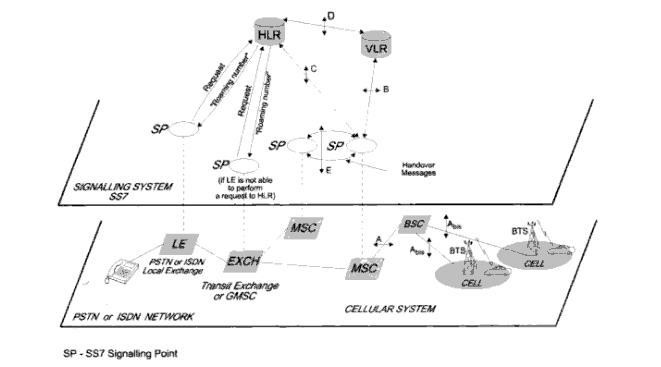 D
HLR
VLR
C
B
Request
"Roaming number"
Request
"Roaming number"
SP
SP
SP
SP
E
Handover
Messages
(if LE is not able
to perform
a request to HLR)
SIGNALLING SYSTEM
SS7
MSC
BSC
A
Abis
Abis
BTS
BTS
LE
PSTN or ISDN
Local Exchange
EXCH
MSC
CELL
CELL
Transit Exchange
or GMSC
CELLULAR SYSTEM
PSTN or ISDN NETWORK
SP - SS7 Signalling Point